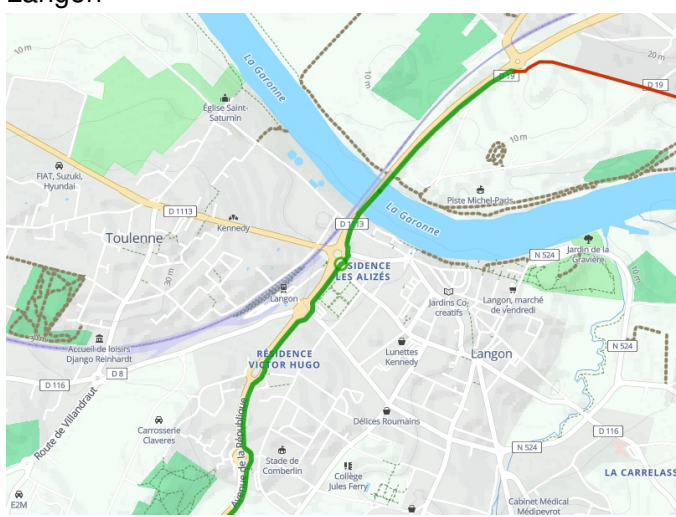 Langon
10 m
La Garonne
D 19
20 m
D 19
10 m
Église Saint-
Saturnin
10 m
FIAT, Suzuki,
Hyundai
Piste Michel-Paris
D 1113
Kennedy
D 1113
La Garonne
Toulenne
30 m
N 524
Jardin de la
Gravière
10 m
SIDENCE
LES ALIZÉS
Langon
Jardins Co-
creatifs
Langon, marché
de vendredi
Accueil de loisirs
Django Reinhardt
RÉSIDENCE
VICTOR HUGO
Lunettes
Kennedy
Langon
N 524
D 8
D 116
Route de Villandraut
Avenue de la République
Carrosserie
Claveres
Délices Roumains
D 116
N 524
Stade de
Comberlin
Collège
Jules Ferry
LA CARRELASS
E2M
Cabinet Médical
Médipeyrot